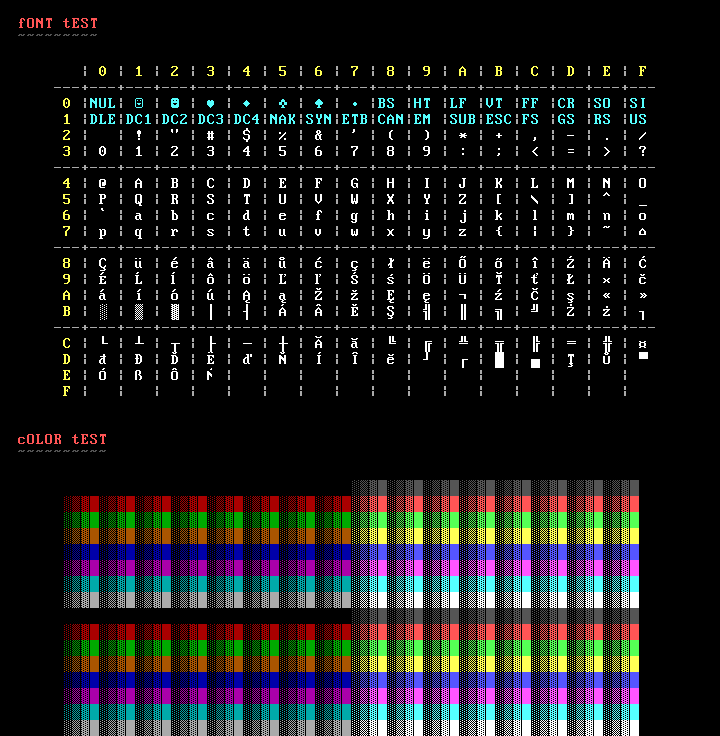 fONT tEST
~~~~~~~~~
| 0 | 1 | 2 | 3 | 4 | 5 | 6 | 7 | 8 | 9 | A | B | C | D | E | F
0 |NUL| ☺ | ☻ | ♥ | ♦ | ♣ | ♠ | • |BS |HT |LF |VT |FF |CR |SO |SI
1 |DLE|DC1|DC2|DC3|DC4|NAK|SYN|ETB|CAN|EM |SUB|ESC|FS |GS |RS |US
2 | | ! | " | # | $ | % | & | ' | ( | ) | * | + | , | - | . | /
3 | 0 | 1 | 2 | 3 | 4 | 5 | 6 | 7 | 8 | 9 | : | ; | < | = | > | ?
4 | @ | A | B | C | D | E | F | G | H | I | J | K | L | M | N | O
5 | P | Q | R | S | T | U | V | W | X | Y | Z | [ | \ | ] | ^ | _
6 | ` | a | b | c | d | e | f | g | h | i | j | k | l | m | n | o
7 | p | q | r | s | t | u | v | w | x | y | z | { | | | } | ~ | ⌂
8 | Ç | ü | é | â | ä | ů | ć | ç | ł | ë | Ő | ő | î | Ź | Ä | Ć
9 | É | Ĺ | í | ô | ö | Ľ | ľ | Ś | ś | Ö | Ü | Ť | ť | Ł | × | č
A | á | í | ó | ú | Ą | ą | Ž | ž | Ę | ę | ¬ | ź | Č | ş | « | »
B | ░ | ▒ | ▓ | │ | ┤ | Á | Â | Ě | Ş | ╣ | ║ | ╗ | ╝ | Ż | ż | ┐
C | └ | ┴ | ┬ | ├ | ─ | ┼ | Ă | ă | ╚ | ╔ | ╩ | ╦ | ╠ | ═ | ╬ | ¤
D | đ | Đ | Ď | Ë | ď | Ň | Í | Î | ě | ┘ | ┌ | █ | ▄ | Ţ | Ů | ▀
E | Ó | ß | Ô | | | | | | | | | | | | |
F | | | | | | | | | | | | | | | |
cOLOR tEST
~~~~~~~~~~